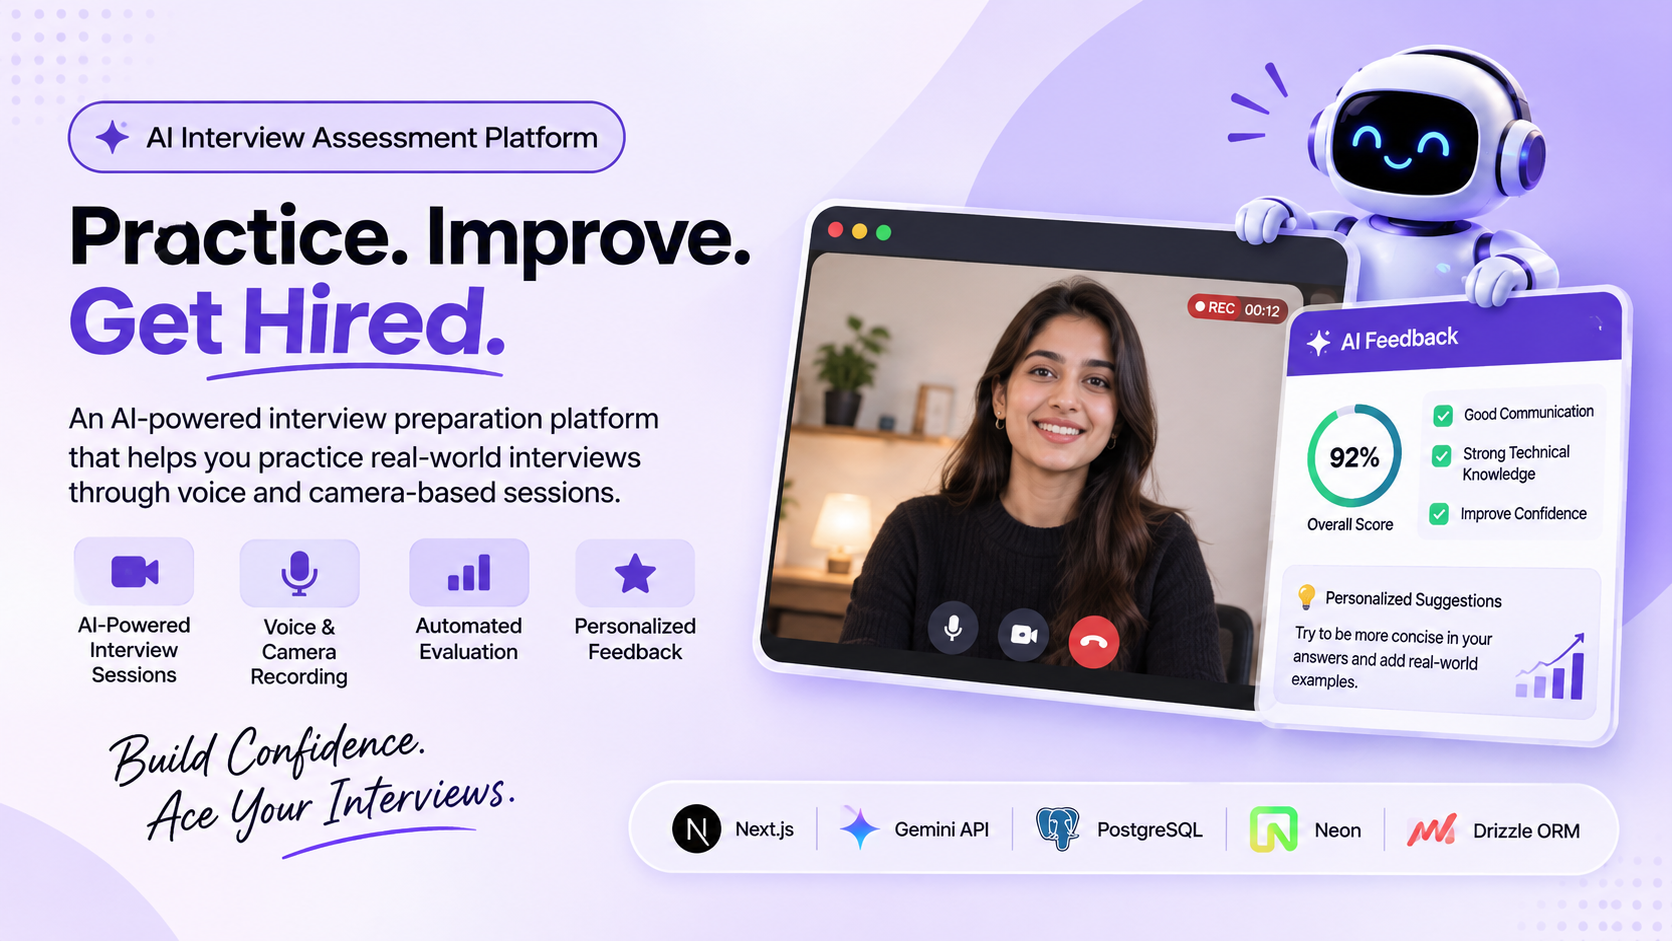 AI Interview Assessment Platform
Practice. Improve.
Get Hired.
An AI-powered interview preparation platform
that helps you practice real-world interviews
through voice and camera-based sessions.
AI-Powered
Interview
Sessions
Voice &
Camera
Recording
Automated
Evaluation
Personalized
Feedback
Build Confidence.
Ace Your Interviews.
REC 00:12
AI Feedback
92%
Overall Score
Good Communication
Strong Technical
Knowledge
Improve Confidence
Personalized Suggestions
Try to be more concise in your
answers and add real-world
examples.
Next.js
Gemini API
PostgreSQL
Neon
Drizzle ORM